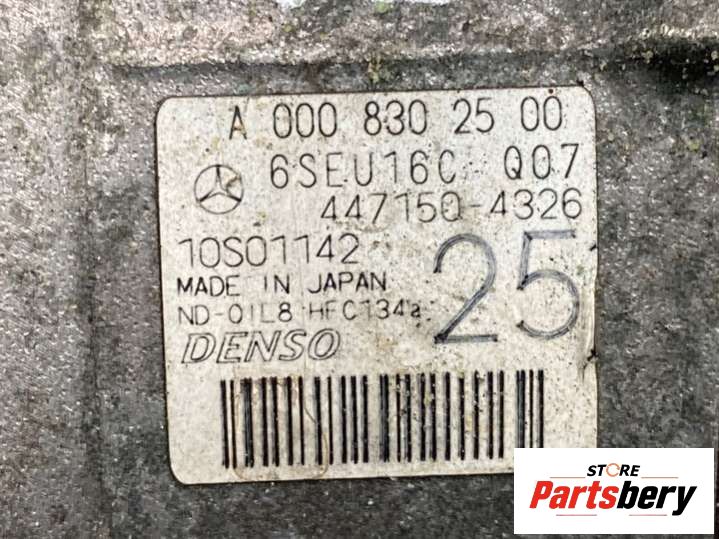 A 000 830 25 00
6SEU16C Q07
447150-4326
10S01142
MADE IN JAPAN
ND-OIL8 HFC134a
25
DENSO
STORE
Partsbery